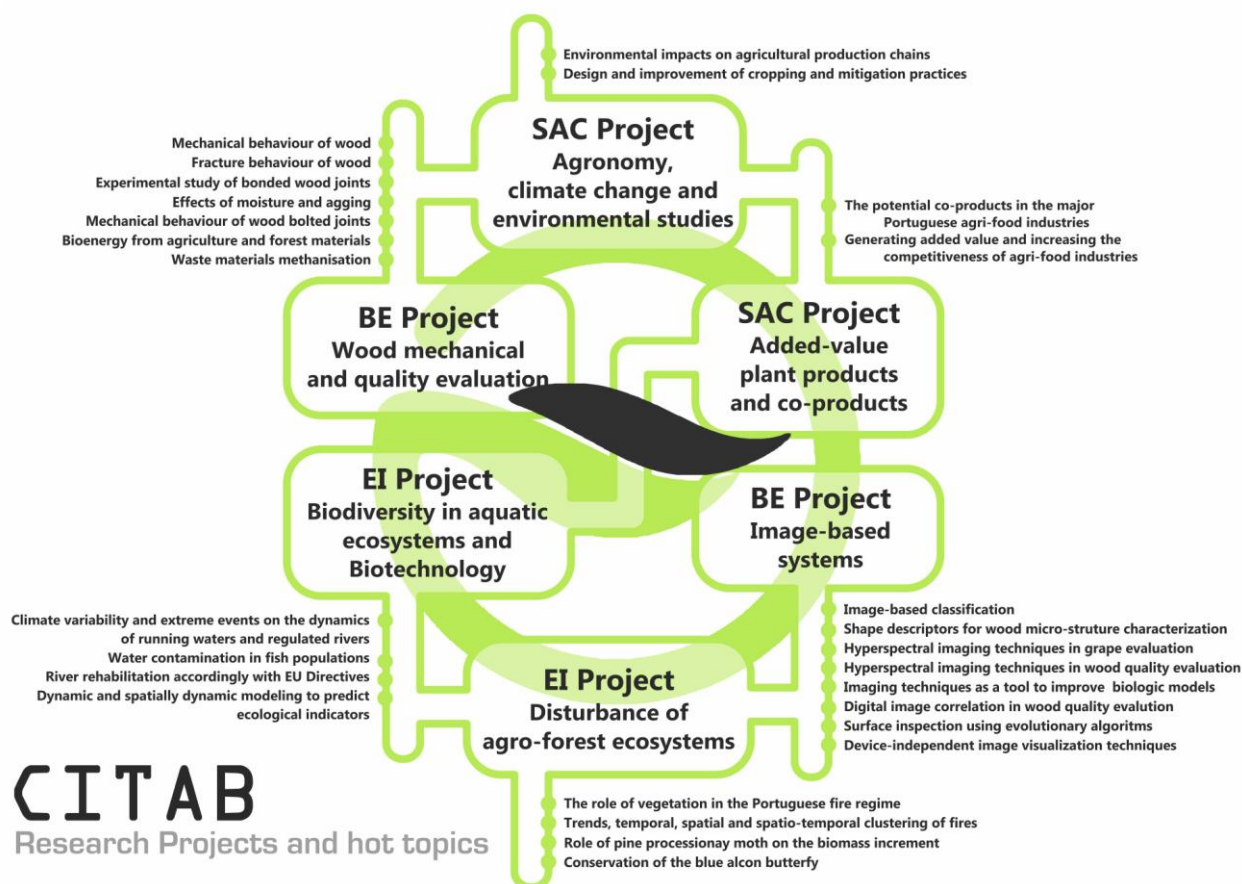 Environmental impacts on agricultural production chains
Design and improvement of cropping and mitigation practices
SAC Project
Agronomy,
climate change and
environmental studies
Mechanical behaviour of wood
Fracture behaviour of wood
Experimental study of bonded wood joints
Effects of moisture and agging
Mechanical behaviour of wood bolted joints
Bioenergy from agriculture and forest materials
Waste materials methanisation
The potential co-products in the major
Portuguese agri-food industries
Generating added value and increasing the
competitiveness of agri-food industries
BE Project
Wood mechanical
and quality evaluation
SAC Project
Added-value
plant products
and co-products
EI Project
Biodiversity in aquatic
ecosystems and
Biotechnology
BE Project
Image-based
systems
Climate variability and extreme events on the dynamics
of running waters and regulated rivers
Water contamination in fish populations
River rehabilitation accordingly with EU Directives
Dynamic and spatially dynamic modeling to predict
ecological indicators
Image-based classification
Shape descriptors for wood micro-struture characterization
Hyperspectral imaging techniques in grape evaluation
Hyperspectral imaging techniques in wood quality evaluation
Imaging techniques as a tool to improve biologic models
Digital image correlation in wood quality evalution
Surface inspection using evolutionary algoritms
Device-independent image visualization techniques
EI Project
Disturbance of
agro-forest ecosystems
The role of vegetation in the Portuguese fire regime
Trends, temporal, spatial and spatio-temporal clustering of fires
Role of pine processionay moth on the biomass increment
Conservation of the blue alcon butterfy
CITAB
Research Projects and hot topics